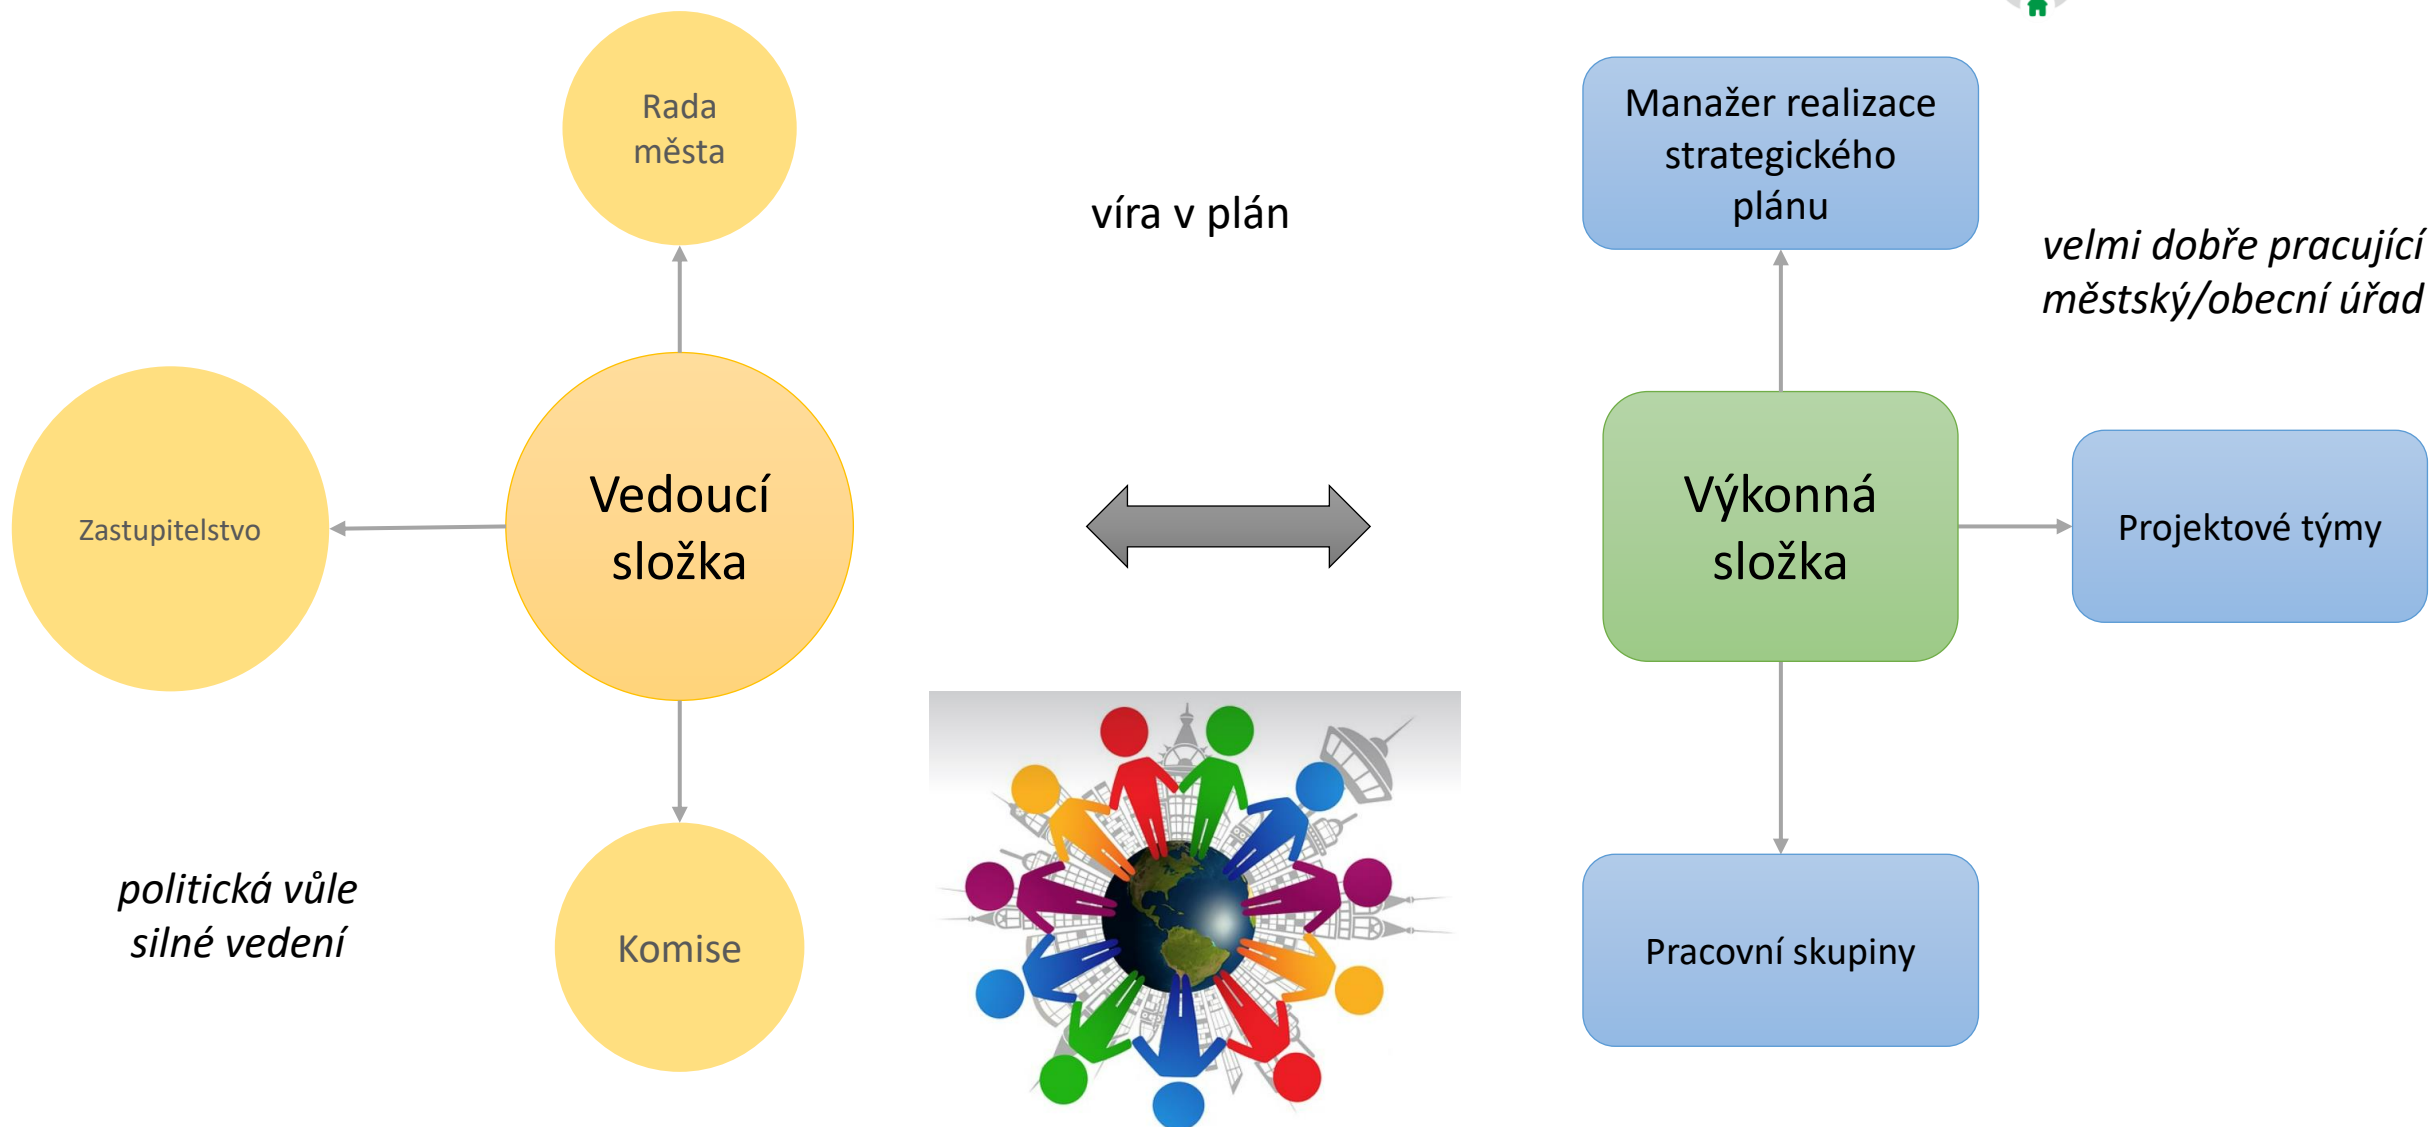 Rada
města
Zastupitelstvo
Vedoucí
složka
Komise
politická vůle
silné vedení
víra v plán
Manažer realizace
strategického
plánu
velmi dobře pracující
městský/obecní úřad
Výkonná
složka
Projektové týmy
Pracovní skupiny